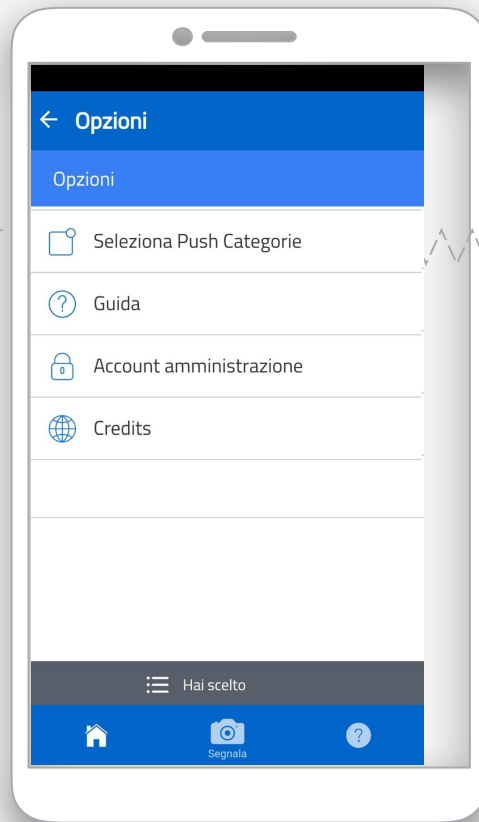 Opzioni
Opzioni
Seleziona Push Categorie
Guida
Account amministrazione
Credits
Hai scelto
Segnala